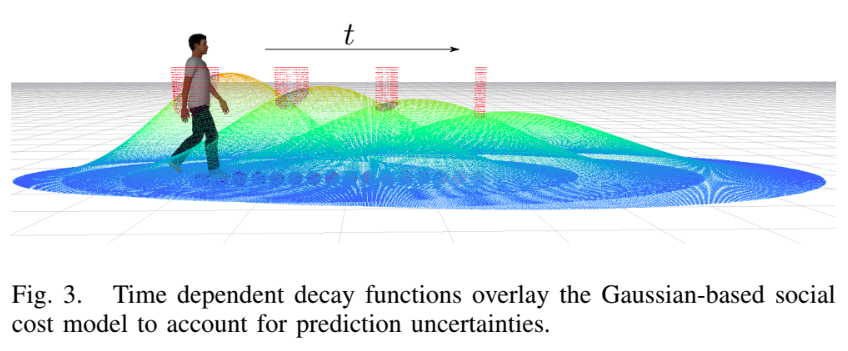 t
Fig. 3. Time dependent decay functions overlay the Gaussian-based social
cost model to account for prediction uncertainties.